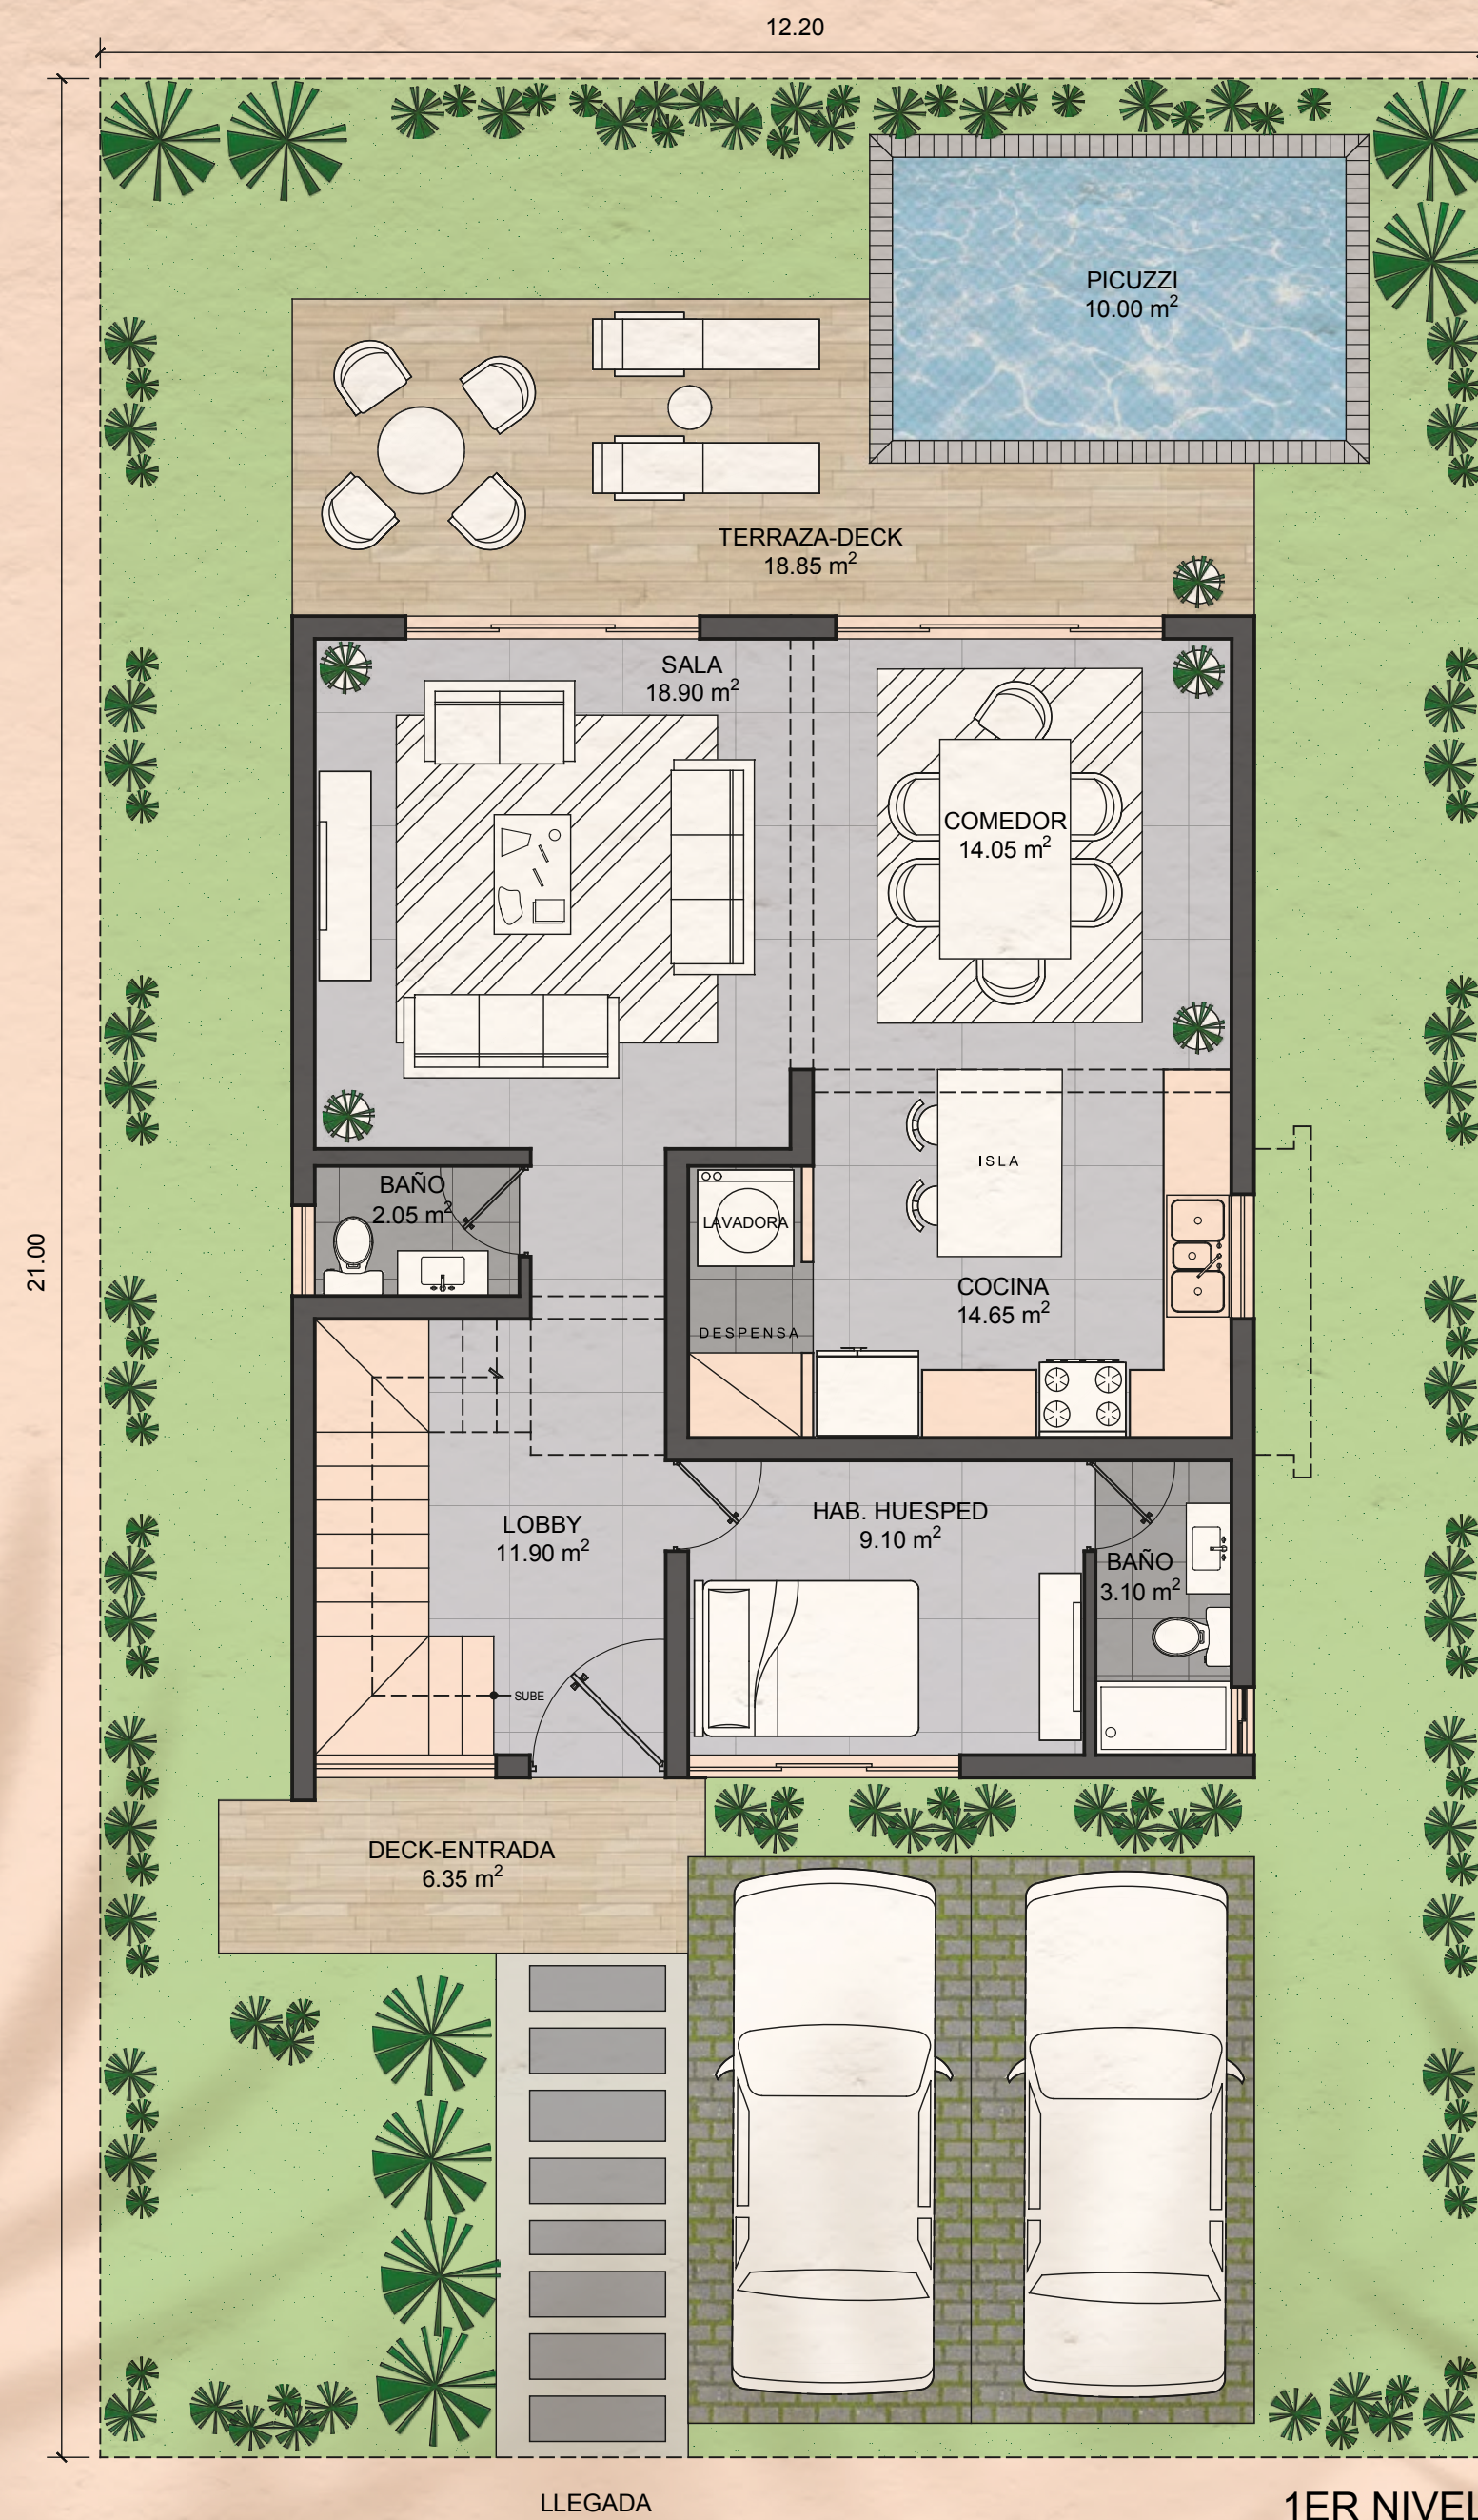 12.20
PICUZZI
10.00 m²
TERRAZA-DECK
18.85 m²
SALA
18.90 m²
COMEDOR
14.05 m²
ISLA
BAÑO
2.05 m²
LAVADORA
21.00
COCINA
14.65 m²
DESPENSA
HAB. HUESPED
9.10 m²
LOBBY
11.90 m²
BAÑO
3.10 m²
SUBE
DECK-ENTRADA
6.35 m²
LLEGADA
1ER NIVEL